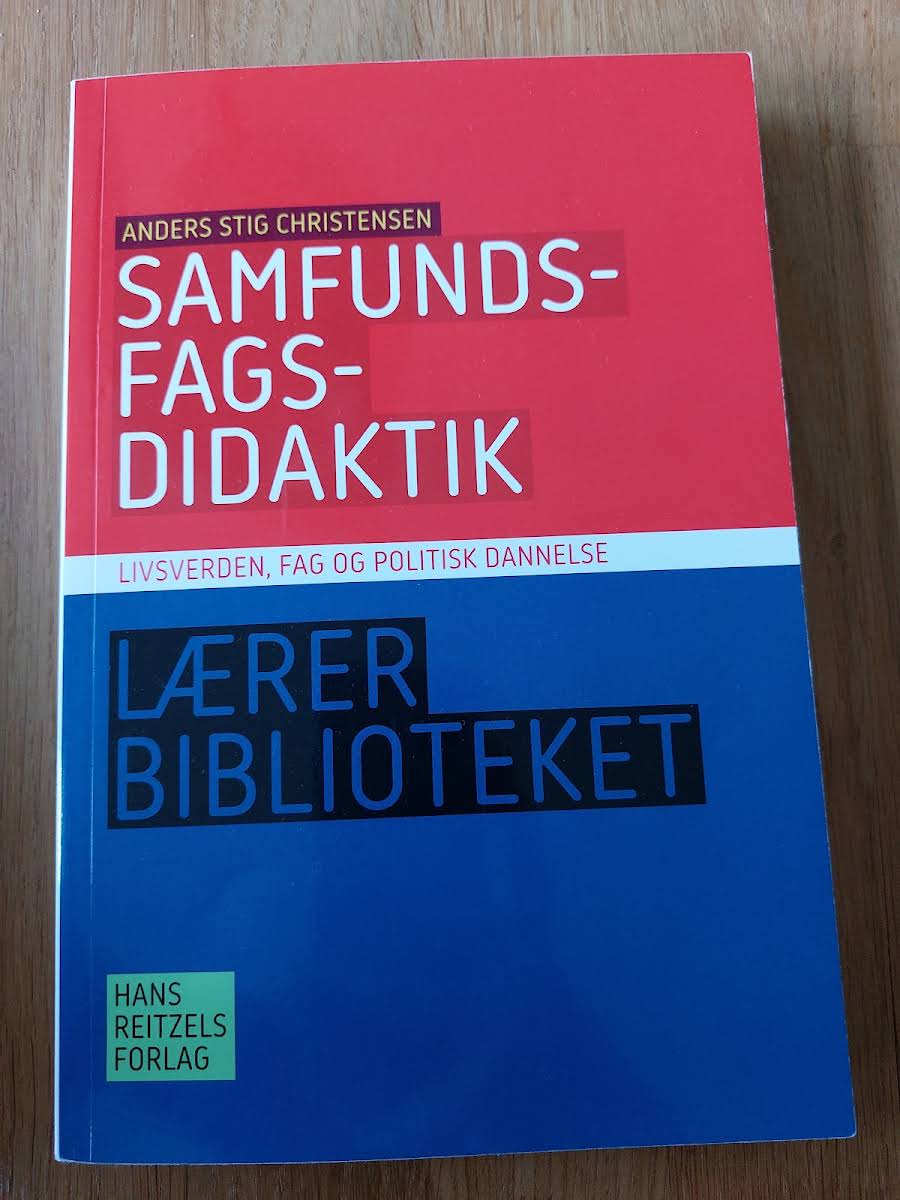 ANDERS STIG CHRISTENSEN
SAMFUNDS-
FAGS-
DIDAKTIK
LIVSVERDEN, FAG OG POLITISK DANNELSE
LÆRER
BIBLIOTEKET
HANS
REITZELS
FORLAG